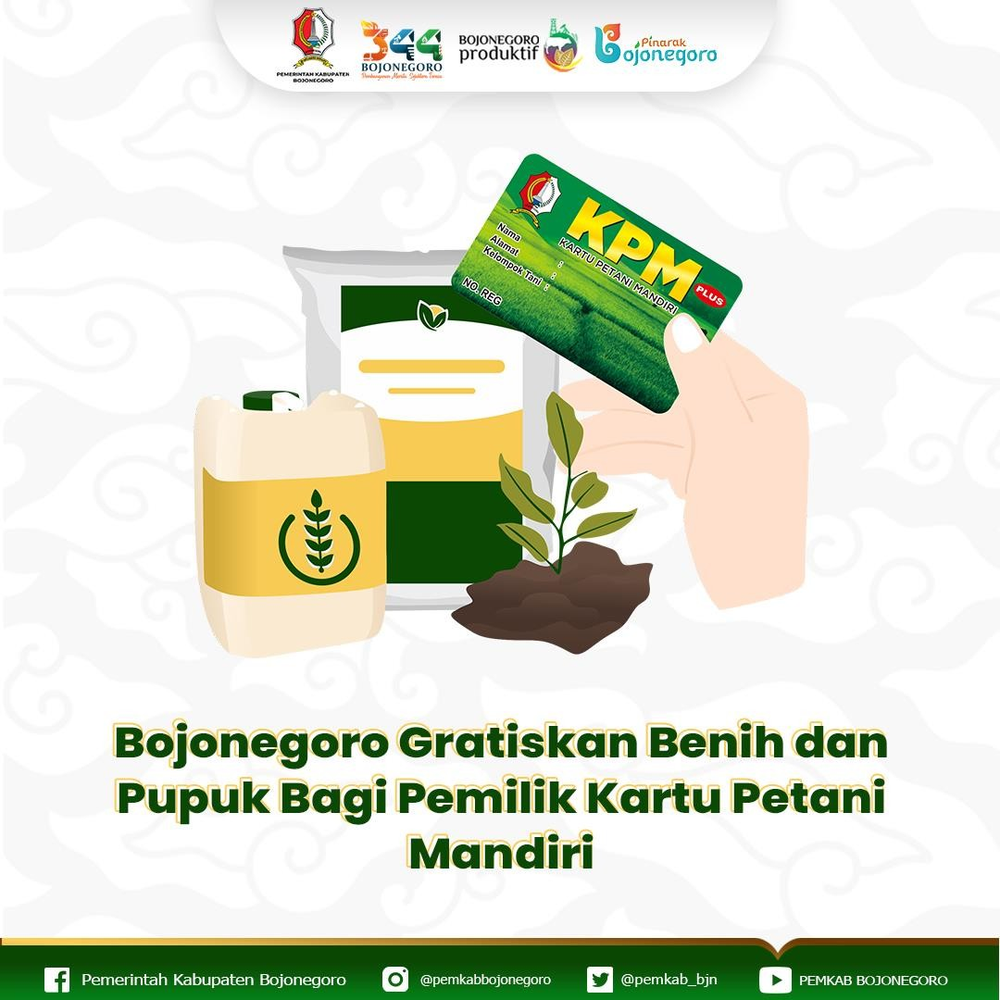 PEMERINTAH KABUPATEN
BOJONEGORO
344
BOJONEGORO
BOJONEGORO
produktif
Pinarak
Bojonegoro
KPM
KARTU PETANI MANDIRI
PLUS
Nama :
Alamat :
Kelompok Tani :
NO. REG
Bojonegoro Gratiskan Benih dan
Pupuk Bagi Pemilik Kartu Petani
Mandiri
Pemerintah Kabupaten Bojonegoro
@pemkabbojonegoro
@pemkab_bjn
PEMKAB BOJONEGORO